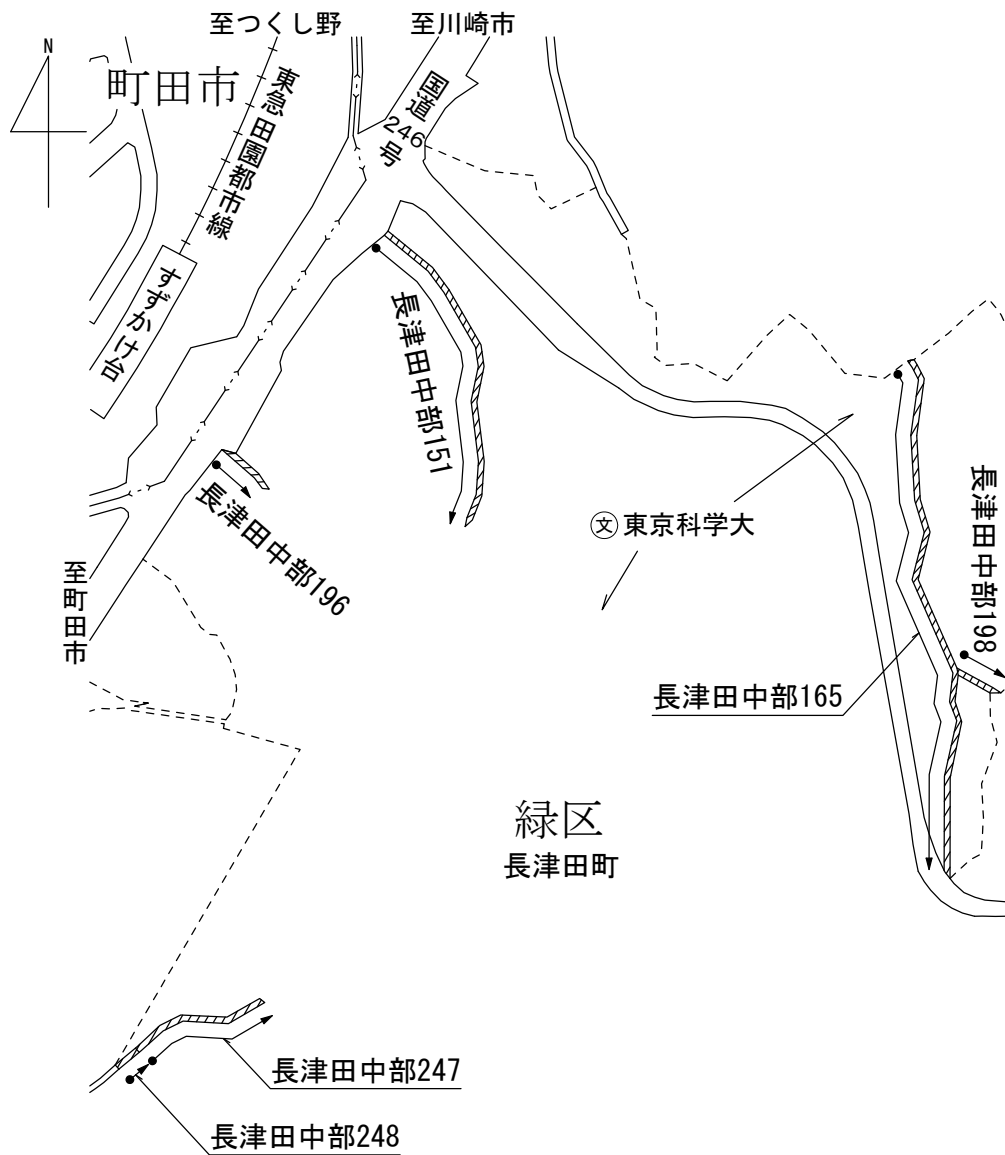 至つくし野
至川崎市
N
町田市
東急田園都市線
国道246号
すずかけ台
長津田中部151
長津田中部196
文 東京科学大
長津田中部198
至町田市
長津田中部165
緑区
長津田町
長津田中部247
長津田中部248